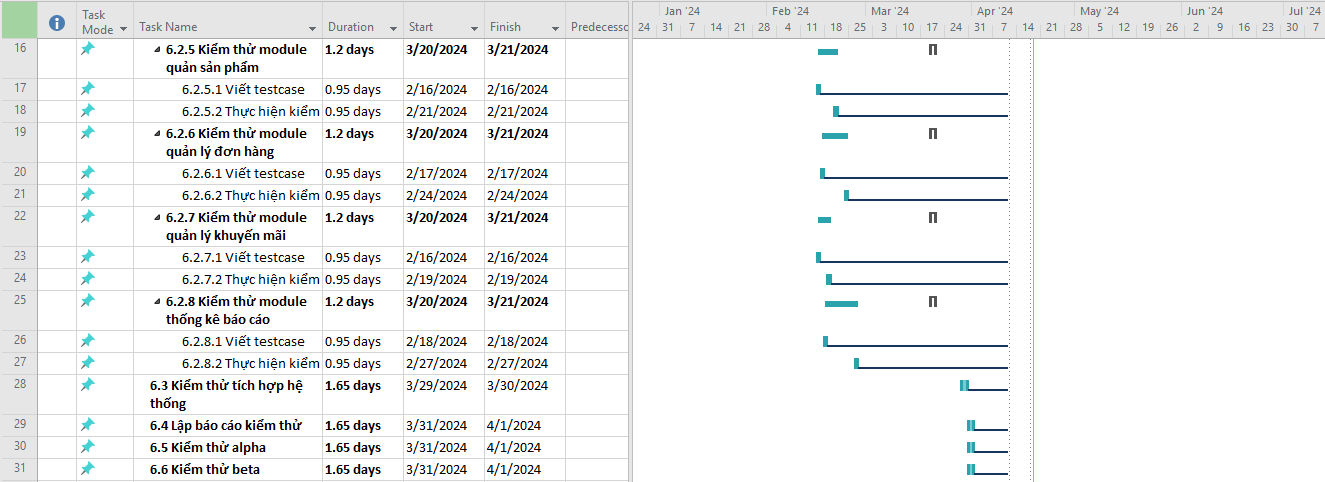 Task Mode Task Name Duration Start Finish Predecesso
Jan '24 Feb '24 Mar '24 Apr '24 May '24 Jun '24 Jul '24
24 31 7 14 21 28 4 11 18 25 3 10 17 24 31 7 14 21 28 5 12 19 26 2 9 16 23 30 7
16 6.2.5 Kiểm thử module 1.2 days 3/20/2024 3/21/2024
quản sản phẩm
17 6.2.5.1 Viết testcase 0.95 days 2/16/2024 2/16/2024
18 6.2.5.2 Thực hiện kiểm 0.95 days 2/21/2024 2/21/2024
19 6.2.6 Kiểm thử module 1.2 days 3/20/2024 3/21/2024
quản lý đơn hàng
20 6.2.6.1 Viết testcase 0.95 days 2/17/2024 2/17/2024
21 6.2.6.2 Thực hiện kiểm 0.95 days 2/24/2024 2/24/2024
22 6.2.7 Kiểm thử module 1.2 days 3/20/2024 3/21/2024
quản lý khuyến mãi
23 6.2.7.1 Viết testcase 0.95 days 2/16/2024 2/16/2024
24 6.2.7.2 Thực hiện kiểm 0.95 days 2/19/2024 2/19/2024
25 6.2.8 Kiểm thử module 1.2 days 3/20/2024 3/21/2024
thống kê báo cáo
26 6.2.8.1 Viết testcase 0.95 days 2/18/2024 2/18/2024
27 6.2.8.2 Thực hiện kiểm 0.95 days 2/27/2024 2/27/2024
28 6.3 Kiểm thử tích hợp hệ 1.65 days 3/29/2024 3/30/2024
thống
29 6.4 Lập báo cáo kiểm thử 1.65 days 3/31/2024 4/1/2024
30 6.5 Kiểm thử alpha 1.65 days 3/31/2024 4/1/2024
31 6.6 Kiểm thử beta 1.65 days 3/31/2024 4/1/2024